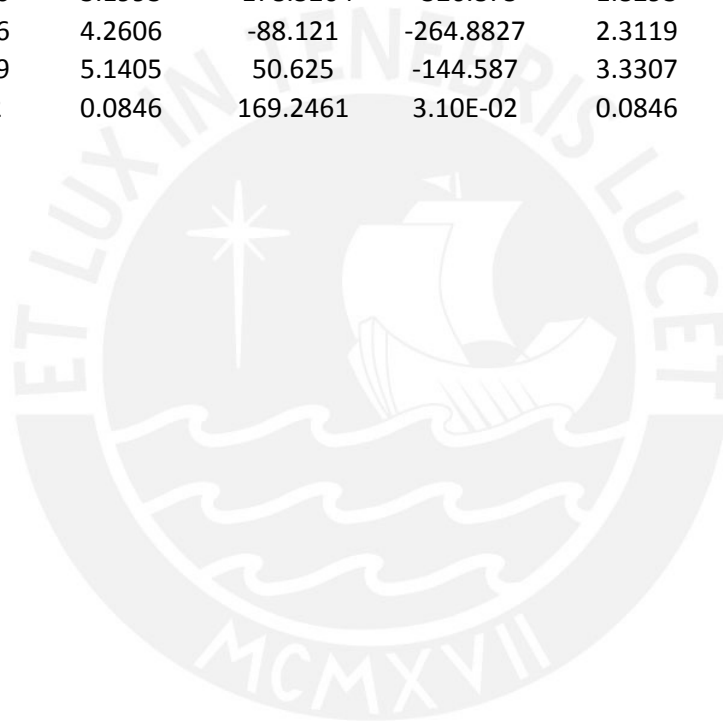 4.2606 -88.121 -264.8827 2.3119
5.1405 50.625 -144.587 3.3307
0.0846 169.2461 3.10E-02 0.0846
ET LUX IN TENEBRIS LUCET
MCMXVII